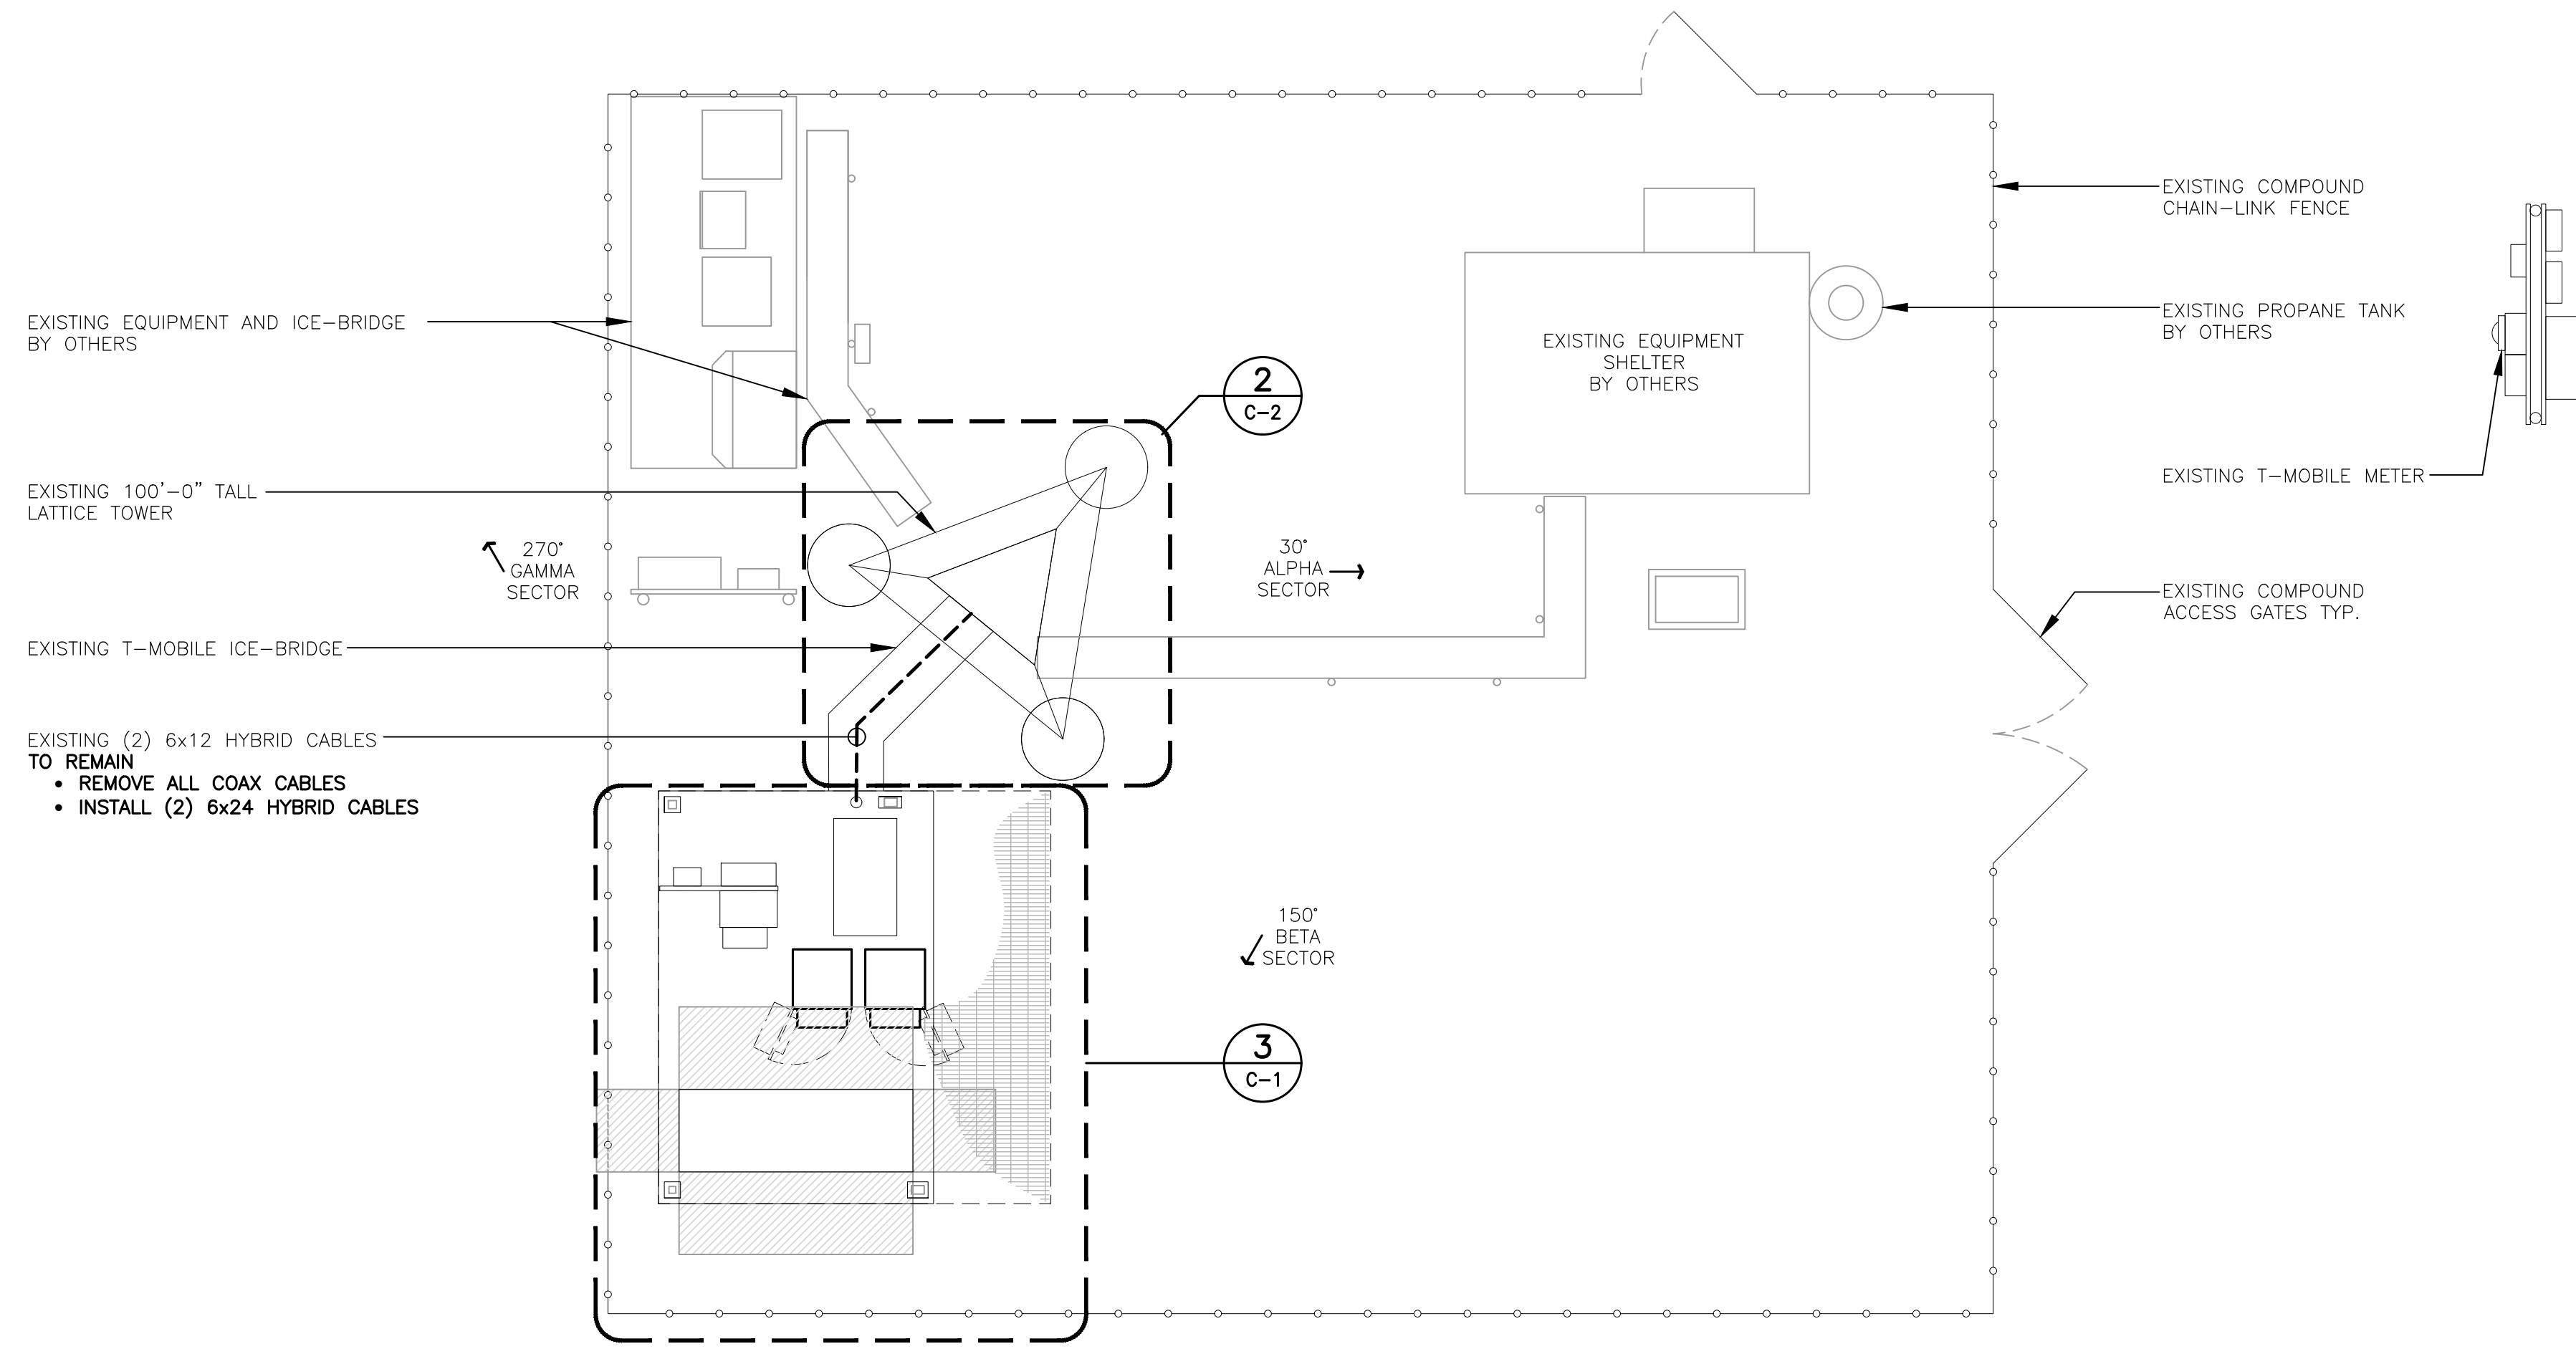 EXISTING COMPOUND
CHAIN-LINK FENCE
EXISTING EQUIPMENT AND ICE-BRIDGE
BY OTHERS
EXISTING PROPANE TANK
BY OTHERS
EXISTING EQUIPMENT
SHELTER
BY OTHERS
2
C-2
EXISTING T-MOBILE METER
EXISTING 100'-0" TALL
LATTICE TOWER
270°
GAMMA
SECTOR
30°
ALPHA
SECTOR
EXISTING COMPOUND
ACCESS GATES TYP.
EXISTING T-MOBILE ICE-BRIDGE
EXISTING (2) 6x12 HYBRID CABLES
TO REMAIN
• REMOVE ALL COAX CABLES
• INSTALL (2) 6x24 HYBRID CABLES
150°
BETA
SECTOR
3
C-1